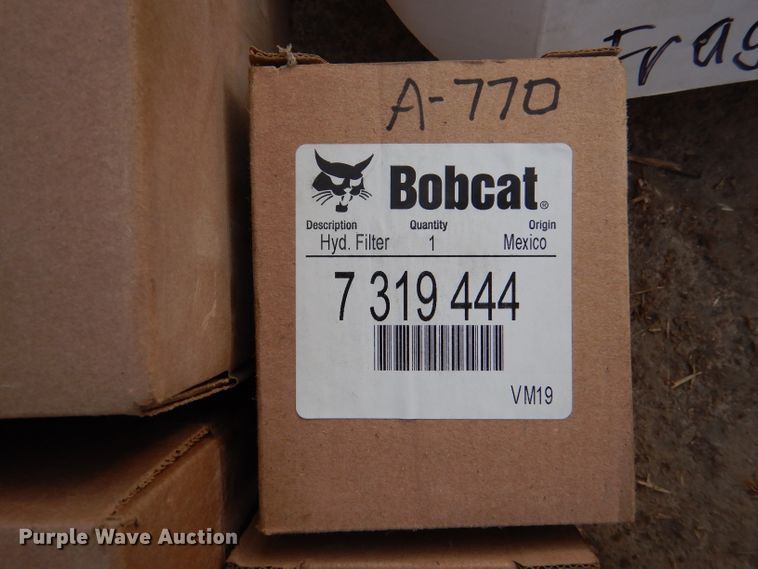 A-770
Bobcat®
Description Quantity Origin
Hyd. Filter 1 Mexico
7 319 444
VM19
Purple Wave Auction